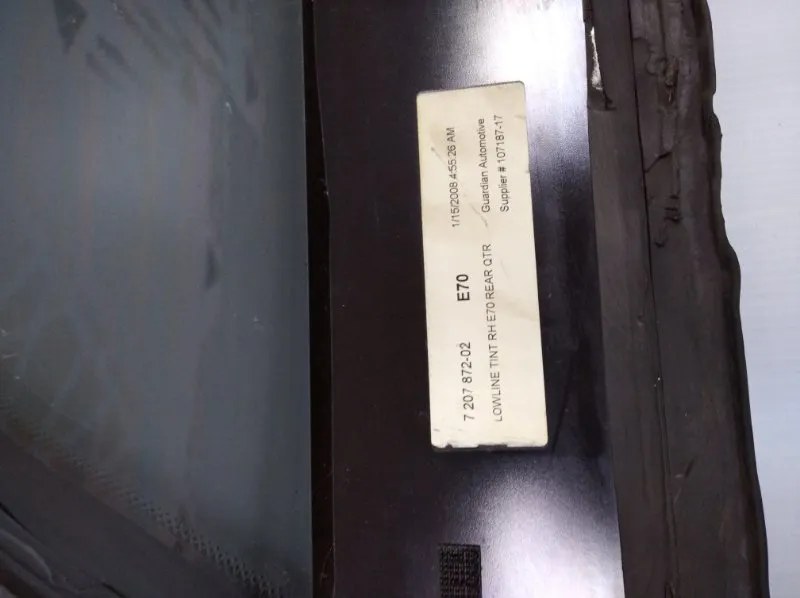 7 207 872-02 E70 1/15/2008 4:55:26 AM
LOWLINE TINT RH E70 REAR QTR Guardian Automotive
Supplier # 107187-17